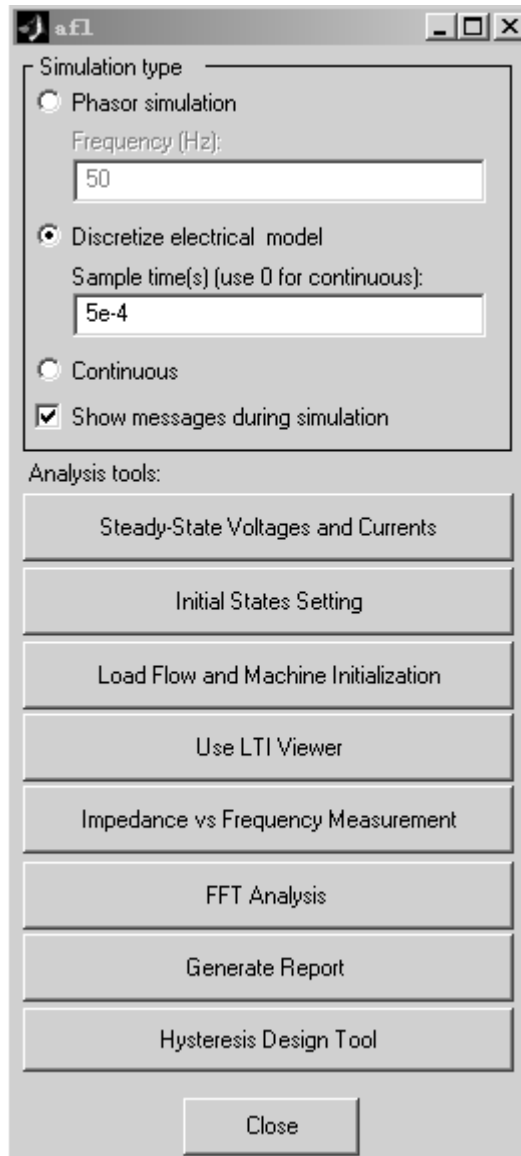 afl
Simulation type
Phasor simulation
Frequency (Hz):
50
Discretize electrical model
Sample time(s) (use 0 for continuous):
5e-4
Continuous
Show messages during simulation
Analysis tools:
Steady-State Voltages and Currents
Initial States Setting
Load Flow and Machine Initialization
Use LTI Viewer
Impedance vs Frequency Measurement
FFT Analysis
Generate Report
Hysteresis Design Tool
Close